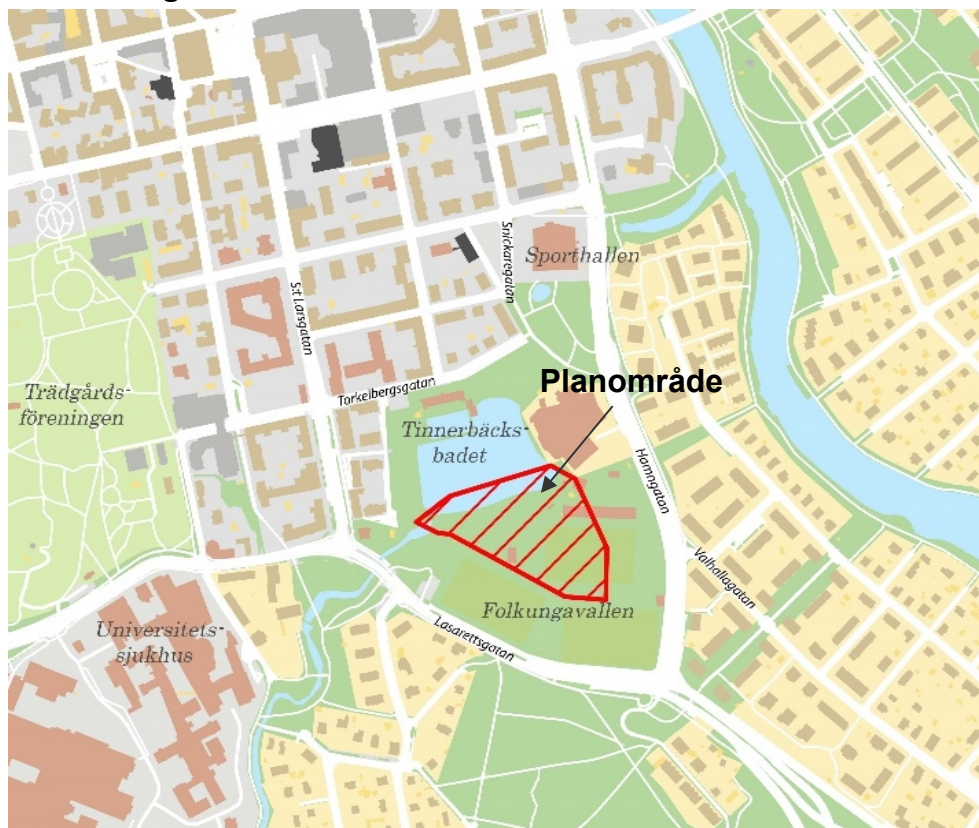 Snickaregatan
Sporthallen
S:t Larsgatan
Planområde
Trädgårds-
föreningen
Torkelbergsgatan
Tinnerbäcks-
badet
Hamngatan
Valhallagatan
Folkungavallen
Universitets-
sjukhus
Lasarettsgatan